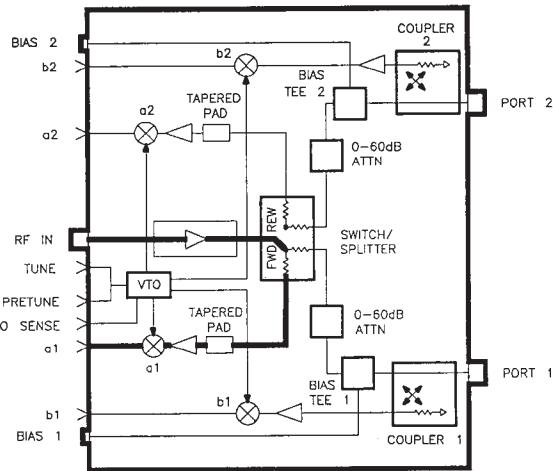 COUPLER
2
BIAS 2
b2
b2
BIAS
TEE 2
PORT 2
TAPERED
PAD
a2
a2
0-60dB
ATTN
REW
SWITCH/
SPLITTER
RF IN
FWD
TUNE
VTO
PRETUNE
TAPERED
PAD
0-60dB
ATTN
O SENSE
a1
a1
PORT 1
BIAS
TEE 1
b1
b1
BIAS 1
COUPLER 1